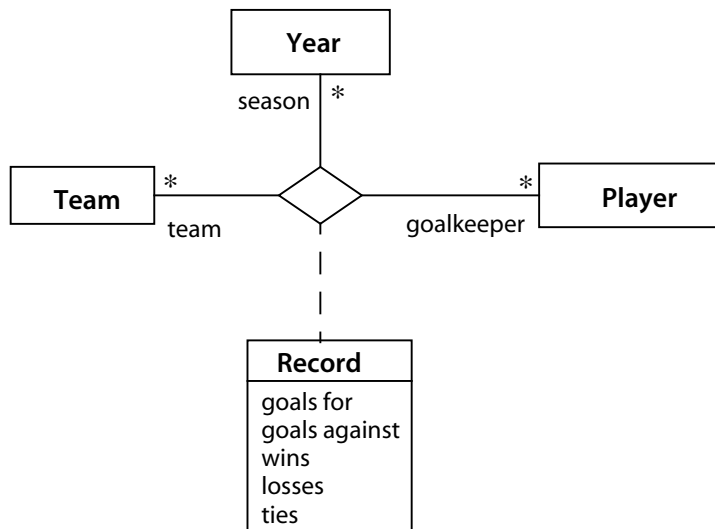 Year
season
*
Team
*
team
*
goalkeeper
Player
Record
goals for
goals against
wins
losses
ties